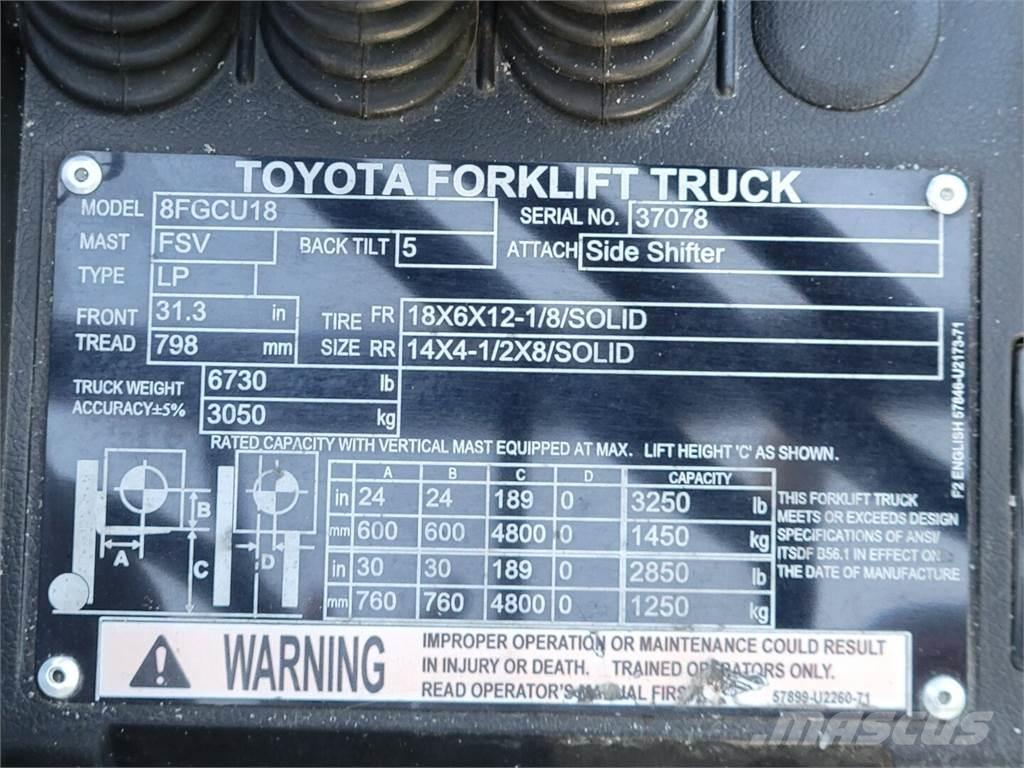 TOYOTA FORKLIFT TRUCK
MODEL 8FGCU18 SERIAL NO. 37078
MAST FSV BACK TILT 5 ATTACH Side Shifter
TYPE LP
FRONT 31.3 in TIRE FR 18X6X12-1/8/SOLID
TREAD 798 mm SIZE RR 14X4-1/2X8/SOLID
TRUCK WEIGHT 6730 lb
ACCURACY±5% 3050 kg
RATED CAPACITY WITH VERTICAL MAST EQUIPPED AT MAX. LIFT HEIGHT 'C' AS SHOWN.
A B C D CAPACITY
in 24 24 189 0 3250 lb
mm 600 600 4800 0 1450 kg
in 30 30 189 0 2850 lb
mm 760 760 4800 0 1250 kg
B
A
C
D
THIS FORKLIFT TRUCK
MEETS OR EXCEEDS DESIGN
SPECIFICATIONS OF ANSI/
ITSDF B56.1 IN EFFECT ON
THE DATE OF MANUFACTURE
F2 ENGLISH 57846-U2173-71
WARNING
IMPROPER OPERATION OR MAINTENANCE COULD RESULT
IN INJURY OR DEATH. TRAINED OPERATORS ONLY.
READ OPERATOR'S MANUAL FIRST
57899-U2260-71
MASCUS